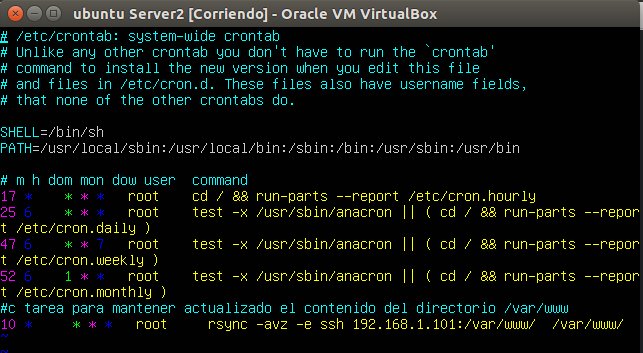 ubuntu Server2 [Corriendo] - Oracle VM VirtualBox
# /etc/crontab: system-wide crontab
# Unlike any other crontab you don't have to run the `crontab'
# command to install the new version when you edit this file
# and files in /etc/cron.d. These files also have username fields,
# that none of the other crontabs do.
SHELL=/bin/sh
PATH=/usr/local/sbin:/usr/local/bin:/sbin:/bin:/usr/sbin:/usr/bin
# m h dom mon dow user  command
17 *    * * *   root    cd / && run-parts --report /etc/cron.hourly
25 6    * * *   root    test -x /usr/sbin/anacron || ( cd / && run-parts --repor
t /etc/cron.daily )
47 6    * * 7   root    test -x /usr/sbin/anacron || ( cd / && run-parts --repor
t /etc/cron.weekly )
52 6    1 * *   root    test -x /usr/sbin/anacron || ( cd / && run-parts --repor
t /etc/cron.monthly )
#c tarea para mantener actualizado el contenido del directorio /var/www
10 *     * * *   root     rsync -avz -e ssh 192.168.1.101:/var/www/  /var/www/
~
~